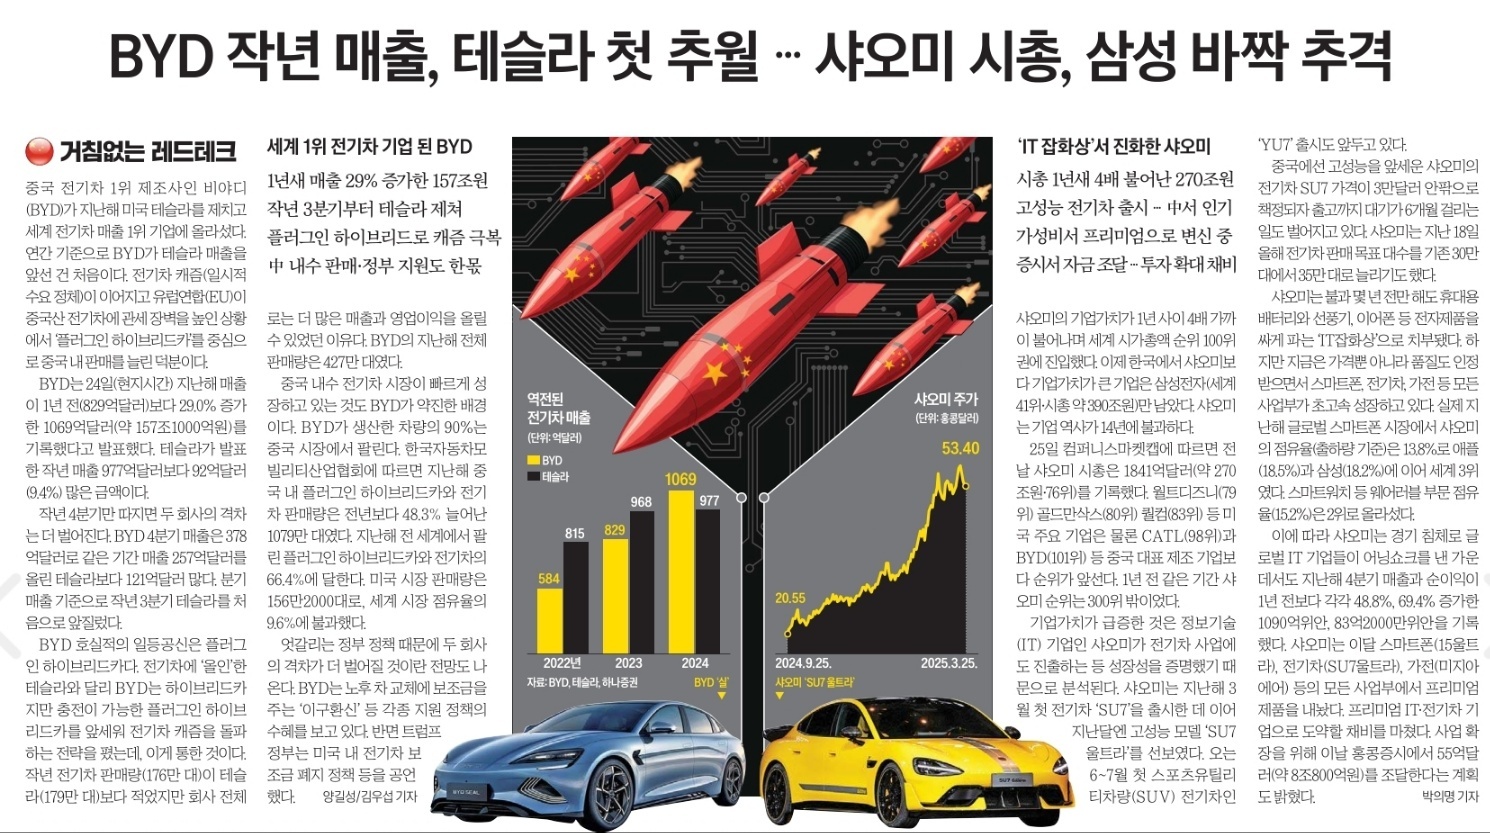 BYD 작년 매출, 테슬라 첫 추월 … 샤오미 시총, 삼성 바짝 추격
거침없는 레드테크
중국 전기차 1위 제조사인 비야디
(BYD)가 지난해 미국 테슬라를 제치고
세계 전기차 매출 1위 기업에 올라섰다.
연간 기준으로 BYD가 테슬라 매출을
앞선 건 처음이다. 전기차 캐즘(일시적
수요 정체)이 이어지고 유럽연합(EU)이
중국산 전기차에 관세 장벽을 높인 상황
에서 ‘플러그인 하이브리드카’를 중심으
로 중국 내 판매를 늘린 덕분이다.
BYD는 24일(현지시간) 지난해 매출
이 1년 전(829억달러)보다 29.0% 증가
한 1069억달러(약 157조1000억원)를
기록했다고 발표했다. 테슬라가 발표
한 작년 매출 977억달러보다 92억달러
(9.4%) 많은 금액이다.
작년 4분기만 따지면 두 회사의 격차
는 더 벌어진다. BYD 4분기 매출은 378
억달러로 같은 기간 매출 257억달러를
올린 테슬라보다 121억달러 많다. 분기
매출 기준으로 작년 3분기 테슬라를 처
음으로 앞질렀다.
BYD 호실적의 일등공신은 플러그
인 하이브리드카다. 전기차에 ‘올인’한
테슬라와 달리 BYD는 하이브리드카
지만 충전이 가능한 플러그인 하이브
리드카를 앞세워 전기차 캐즘을 돌파
하는 전략을 폈는데, 이게 통한 것이다.
작년 전기차 판매량(176만 대)이 테슬
라(179만 대)보다 적었지만 회사 전체
세계 1위 전기차 기업 된 BYD
1년새 매출 29% 증가한 157조원
작년 3분기부터 테슬라 제쳐
플러그인 하이브리드로 캐즘 극복
中 내수 판매·정부 지원도 한몫
로는 더 많은 매출과 영업이익을 올릴
수 있었던 이유다. BYD의 지난해 전체
판매량은 427만 대였다.
중국 내수 전기차 시장이 빠르게 성
장하고 있는 것도 BYD가 약진한 배경
이다. BYD가 생산한 차량의 90%는
중국 시장에서 팔린다. 한국자동차모
빌리티산업협회에 따르면 지난해 중
국 내 플러그인 하이브리드카와 전기
차 판매량은 전년보다 48.3% 늘어난
1079만 대였다. 지난해 전 세계에서 팔
린 플러그인 하이브리드카와 전기차의
66.4%에 달한다. 미국 시장 판매량은
156만2000대로, 세계 시장 점유율의
9.6%에 불과했다.
엇갈리는 정부 정책 때문에 두 회사
의 격차가 더 벌어질 것이란 전망도 나
온다. BYD는 노후 차 교체에 보조금을
주는 ‘이구환신’ 등 각종 지원 정책의
수혜를 보고 있다. 반면 트럼프
정부는 미국 내 전기차 보
조금 폐지 정책 등을 공언
했다. 양길성/김우섭 기자
역전된
전기차 매출
(단위: 억달러)
BYD
테슬라
584
815
829
968
1069
977
2022년 2023 2024
자료: BYD, 테슬라, 하나증권
BYD ‘실’
BYD SEAL
샤오미 주가
(단위: 홍콩달러)
53.40
20.55
2024.9.25. 2025.3.25.
샤오미 ‘SU7 울트라’
‘IT 잡화상’서 진화한 샤오미
시총 1년새 4배 불어난 270조원
고성능 전기차 출시 … 中서 인기
가성비서 프리미엄으로 변신 중
증시서 자금 조달 … 투자 확대 채비
샤오미의 기업가치가 1년 사이 4배 가까
이 불어나며 세계 시가총액 순위 100위
권에 진입했다. 이제 한국에서 샤오미보
다 기업가치가 큰 기업은 삼성전자(세계
41위·시총 약 390조원)만 남았다. 샤오미
는 기업 역사가 14년에 불과하다.
25일 컴퍼니스마켓캡에 따르면 전
날 샤오미 시총은 1841억달러(약 270
조원·76위)를 기록했다. 월트디즈니(79
위) 골드만삭스(80위) 퀄컴(83위) 등 미
국 주요 기업은 물론 CATL(98위)과
BYD(101위) 등 중국 대표 제조 기업보
다 순위가 앞선다. 1년 전 같은 기간 샤
오미 순위는 300위 밖이었다.
기업가치가 급증한 것은 정보기술
(IT) 기업인 샤오미가 전기차 사업에
도 진출하는 등 성장성을 증명했기 때
문으로 분석된다. 샤오미는 지난해 3
월 첫 전기차 ‘SU7’을 출시한 데 이어
지난달엔 고성능 모델 ‘SU7
울트라’를 선보였다. 오는
6~7월 첫 스포츠유틸리
티차량(SUV) 전기차인
‘YU7’ 출시도 앞두고 있다.
중국에선 고성능을 앞세운 샤오미의
전기차 SU7 가격이 3만달러 안팎으로
책정되자 출고까지 대기가 6개월 걸리는
일도 벌어지고 있다. 샤오미는 지난 18일
올해 전기차 판매 목표 대수를 기존 30만
대에서 35만 대로 늘리기도 했다.
샤오미는 불과 몇 년 전만 해도 휴대용
배터리와 선풍기, 이어폰 등 전자제품을
싸게 파는 ‘IT잡화상’으로 치부됐다. 하
지만 지금은 가격뿐 아니라 품질도 인정
받으면서 스마트폰, 전기차, 가전 등 모든
사업부가 초고속 성장하고 있다. 실제 지
난해 글로벌 스마트폰 시장에서 샤오미
의 점유율(출하량 기준)은 13.8%로 애플
(18.5%)과 삼성(18.2%)에 이어 세계 3위
였다. 스마트워치 등 웨어러블 부문 점유
율(15.2%)은 2위로 올라섰다.
이에 따라 샤오미는 경기 침체로 글
로벌 IT 기업들이 어닝쇼크를 낸 가운
데서도 지난해 4분기 매출과 순이익이
1년 전보다 각각 48.8%, 69.4% 증가한
1090억위안, 83억2000만위안을 기록
했다. 샤오미는 이달 스마트폰(15울트
라), 전기차(SU7울트라), 가전(미지아
에어) 등의 모든 사업부에서 프리미엄
제품을 내놨다. 프리미엄 IT·전기차 기
업으로 도약할 채비를 마쳤다. 사업 확
장을 위해 이날 홍콩증시에서 55억달
러(약 8조800억원)를 조달한다는 계획
도 밝혔다. 박의명 기자